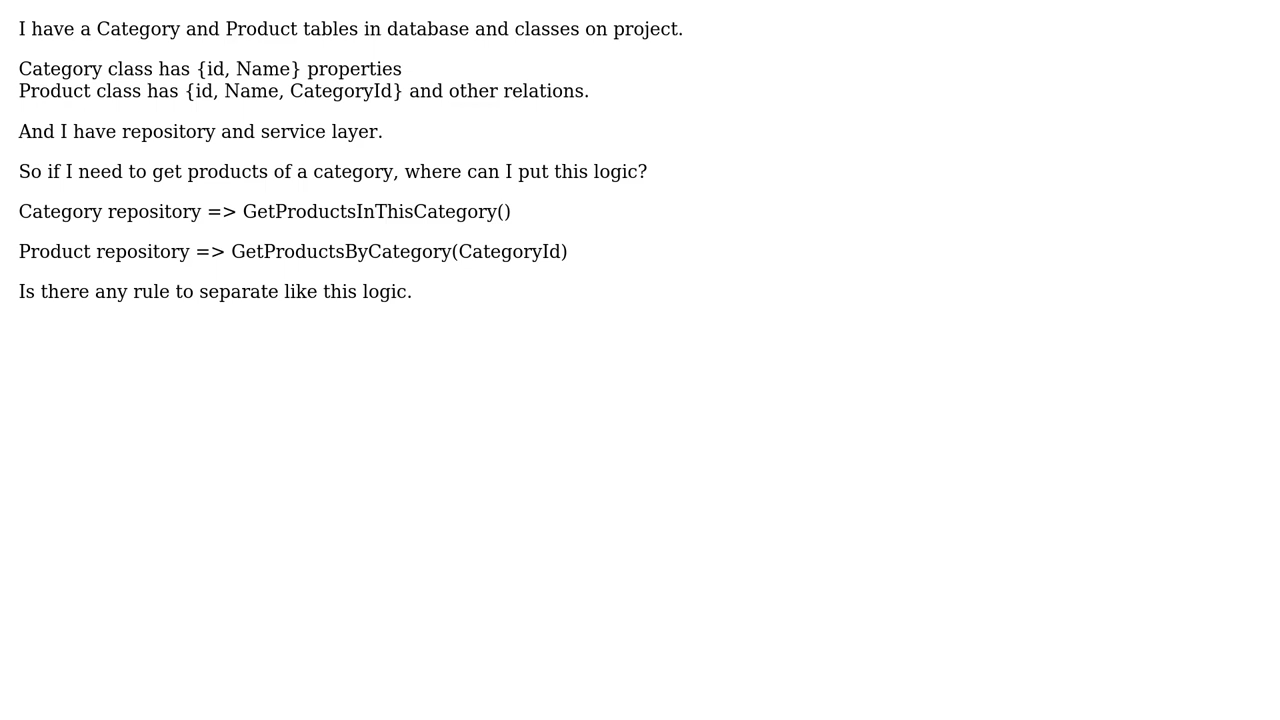 I have a Category and Product tables in database and classes on project.
Category class has {id, Name} properties
Product class has {id, Name, CategoryId} and other relations.
And I have repository and service layer.
So if I need to get products of a category, where can I put this logic?
Category repository => GetProductsInThisCategory()
Product repository => GetProductsByCategory(CategoryId)
Is there any rule to separate like this logic.